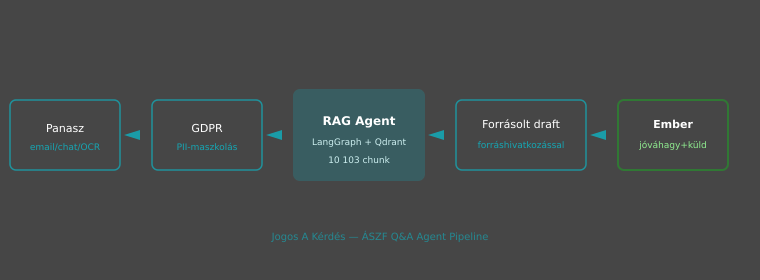 Panasz
email/chat/OCR
GDPR
PII-maszkolás
RAG Agent
LangGraph + Qdrant
10 103 chunk
Forrásolt draft
forráshivatkozással
Ember
jóváhagy+küld
Jogos A Kérdés — ÁSZF Q&A Agent Pipeline